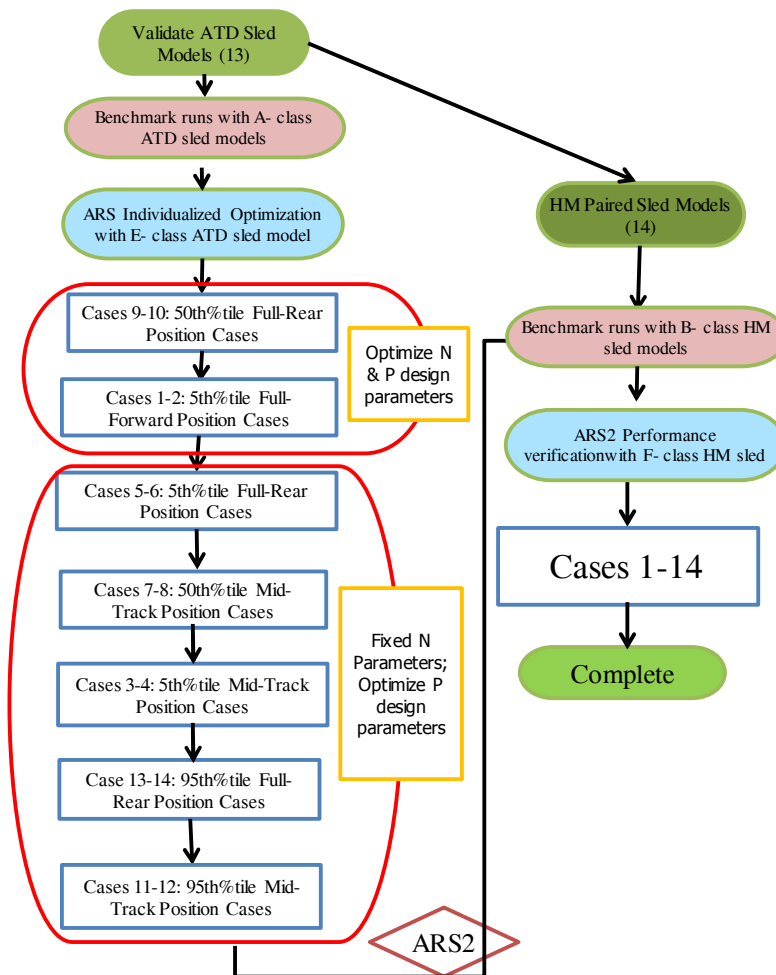 Validate ATD Sled
Models (13)
Benchmark runs with A- class
ATD sled models
ARS Individualized Optimization
with E- class ATD sled model
Cases 9-10: 50th%tile Full-Rear
Position Cases
Cases 1-2: 5th%tile Full-
Forward Position Cases
Optimize N
& P design
parameters
Cases 5-6: 5th%tile Full-Rear
Position Cases
Cases 7-8: 50th%tile Mid-
Track Position Cases
Cases 3-4: 5th%tile Mid-Track
Position Cases
Case 13-14: 95th%tile Full-
Rear Position Cases
Cases 11-12: 95th%tile Mid-
Track Position Cases
Fixed N
Parameters;
Optimize P
design
parameters
ARS2
HM Paired Sled Models
(14)
Benchmark runs with B- class HM
sled models
ARS2 Performance
verificationwith F- class HM sled
Cases 1-14
Complete